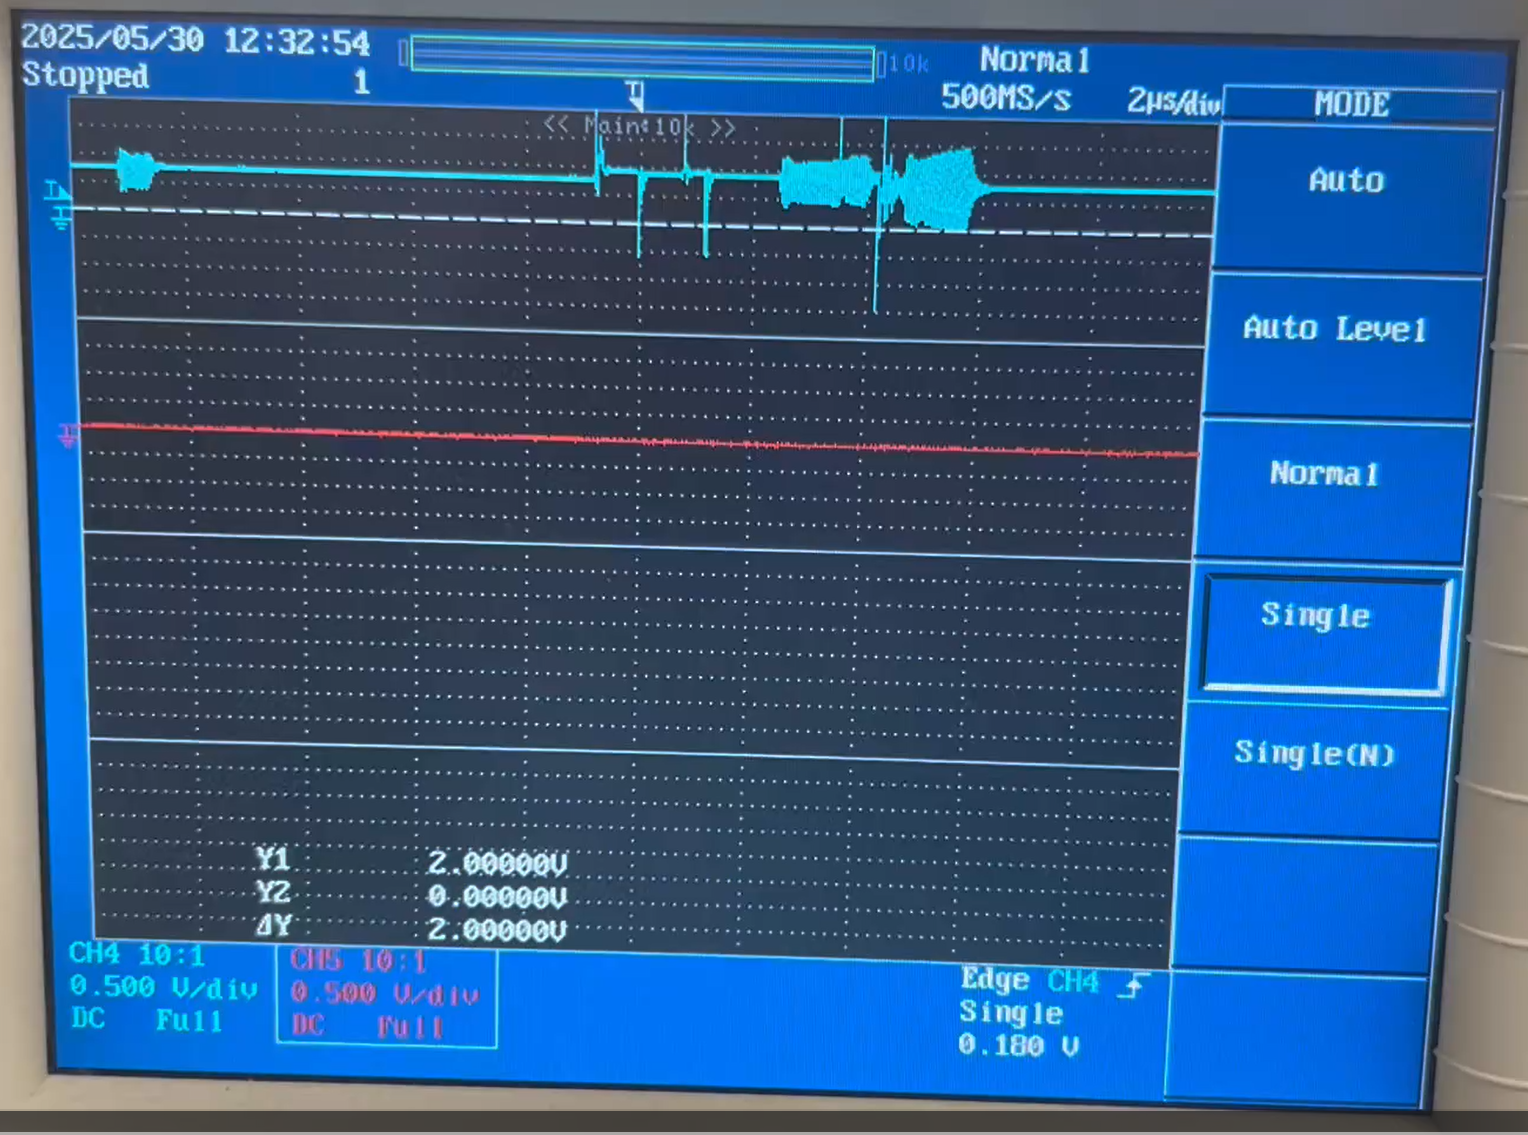 2025/05/30 12:32:54
Stopped 1
10k
Normal
500MS/s 2μs/div
<< Main:10k >>
T
MODE
Auto
Auto Level
Normal
Single
Single(N)
Y1 2.00000V
Y2 0.00000V
ΔY 2.00000V
CH4 10:1
0.500 V/div
DC Full
CH5 10:1
0.500 V/div
DC Full
Edge CH4
Single
0.180 V